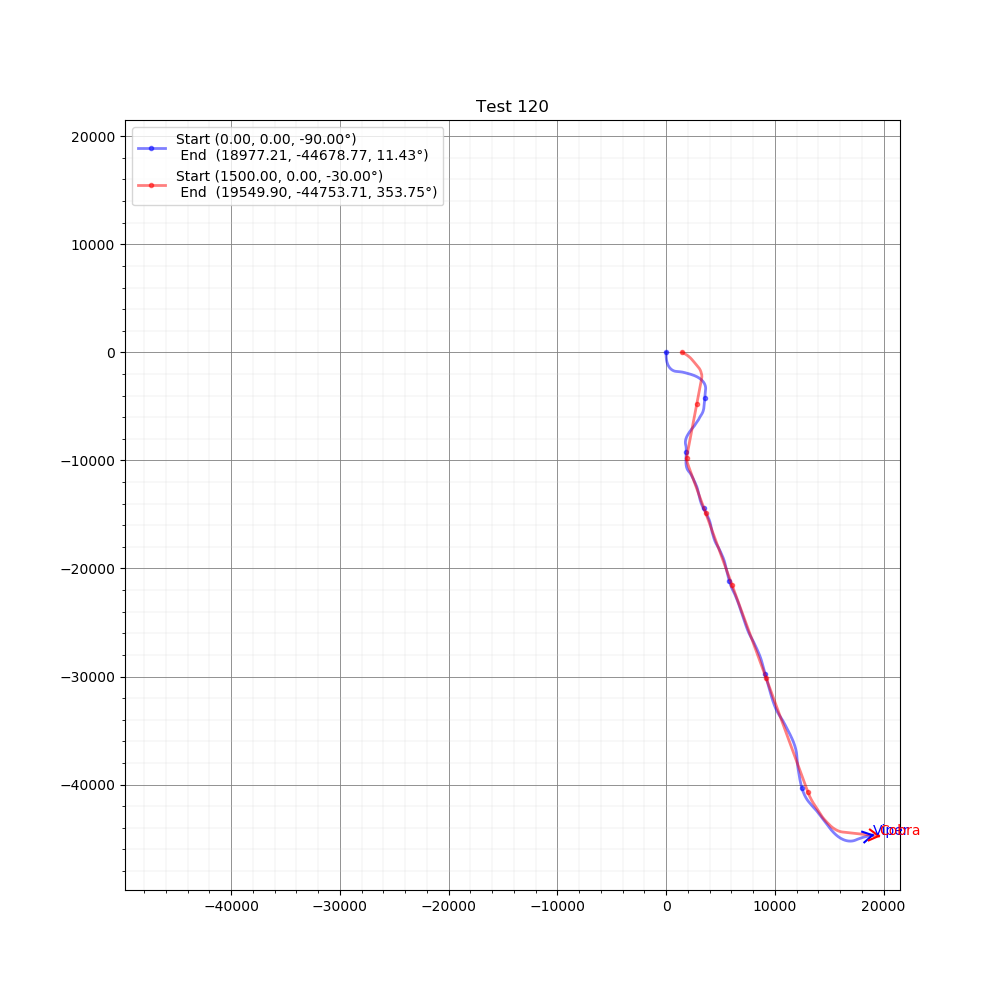 Test 120
Start (0.00, 0.00, -90.00°)
End (18977.21, -44678.77, 11.43°)
Start (1500.00, 0.00, -30.00°)
End (19549.90, -44753.71, 353.75°)
20000
10000
0
−10000
−20000
−30000
−40000
Viper
Cobra
−40000
−30000
−20000
−10000
0
10000
20000